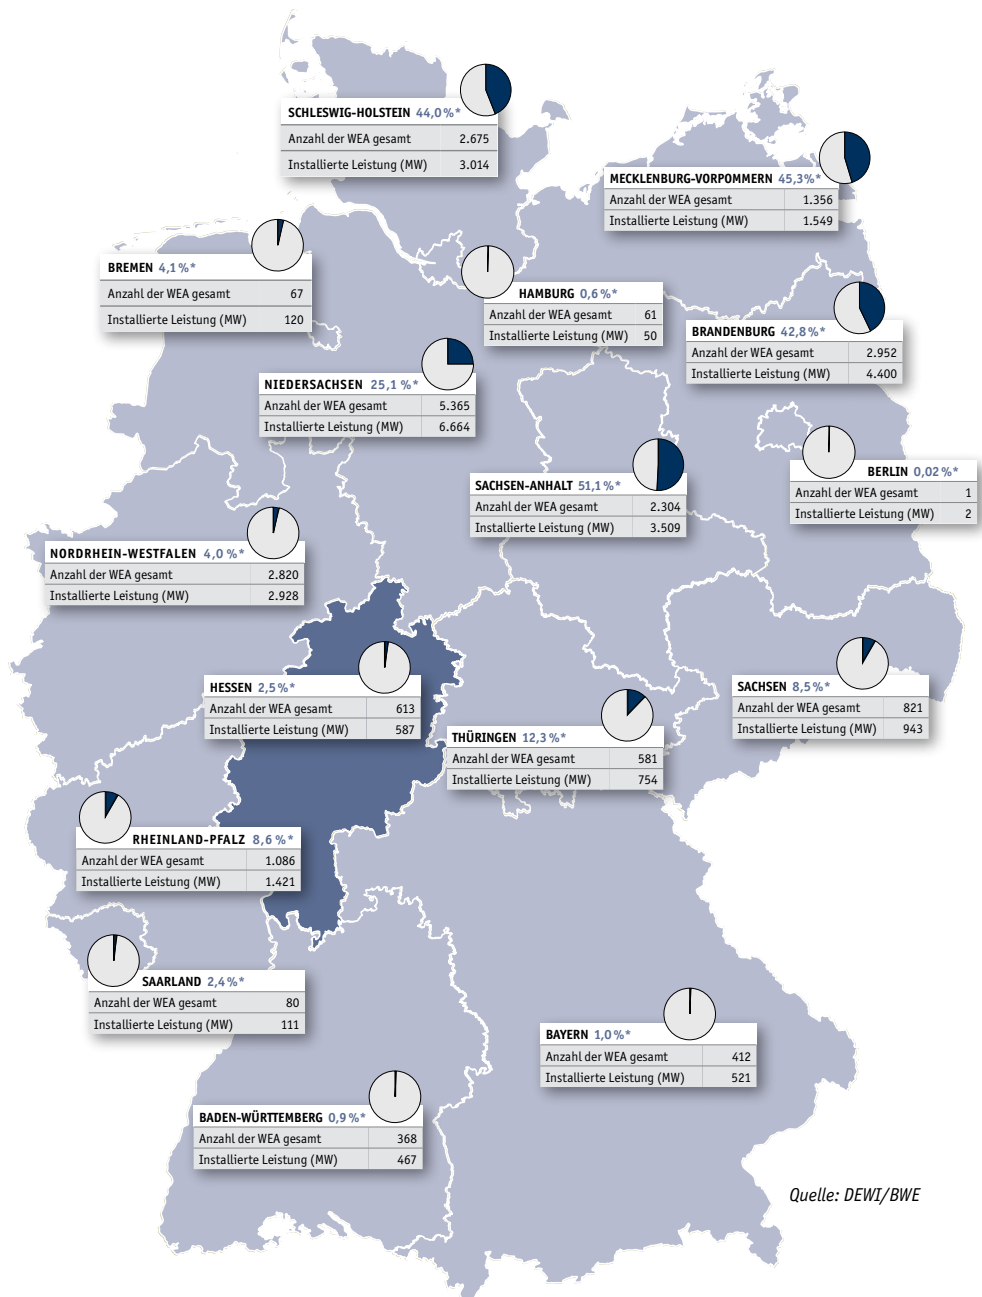 SCHLESWIG-HOLSTEIN 44,0%*
Anzahl der WEA gesamt 2.675
Installierte Leistung (MW) 3.014
MECKLENBURG-VORPOMMERN 45,3%*
Anzahl der WEA gesamt 1.356
Installierte Leistung (MW) 1.549
BREMEN 4,1%*
Anzahl der WEA gesamt 67
Installierte Leistung (MW) 120
HAMBURG 0,6%*
Anzahl der WEA gesamt 61
Installierte Leistung (MW) 50
BRANDENBURG 42,8%*
Anzahl der WEA gesamt 2.952
Installierte Leistung (MW) 4.400
NIEDERSACHSEN 25,1%*
Anzahl der WEA gesamt 5.365
Installierte Leistung (MW) 6.664
SACHSEN-ANHALT 51,1%*
Anzahl der WEA gesamt 2.304
Installierte Leistung (MW) 3.509
BERLIN 0,02%*
Anzahl der WEA gesamt 1
Installierte Leistung (MW) 2
NORDRHEIN-WESTFALEN 4,0%*
Anzahl der WEA gesamt 2.820
Installierte Leistung (MW) 2.928
HESSEN 2,5%*
Anzahl der WEA gesamt 613
Installierte Leistung (MW) 587
SACHSEN 8,5%*
Anzahl der WEA gesamt 821
Installierte Leistung (MW) 943
THÜRINGEN 12,3%*
Anzahl der WEA gesamt 581
Installierte Leistung (MW) 754
RHEINLAND-PFALZ 8,6%*
Anzahl der WEA gesamt 1.086
Installierte Leistung (MW) 1.421
SAARLAND 2,4%*
Anzahl der WEA gesamt 80
Installierte Leistung (MW) 111
BAYERN 1,0%*
Anzahl der WEA gesamt 412
Installierte Leistung (MW) 521
BADEN-WÜRTTEMBERG 0,9%*
Anzahl der WEA gesamt 368
Installierte Leistung (MW) 467
Quelle: DEWI/BWE